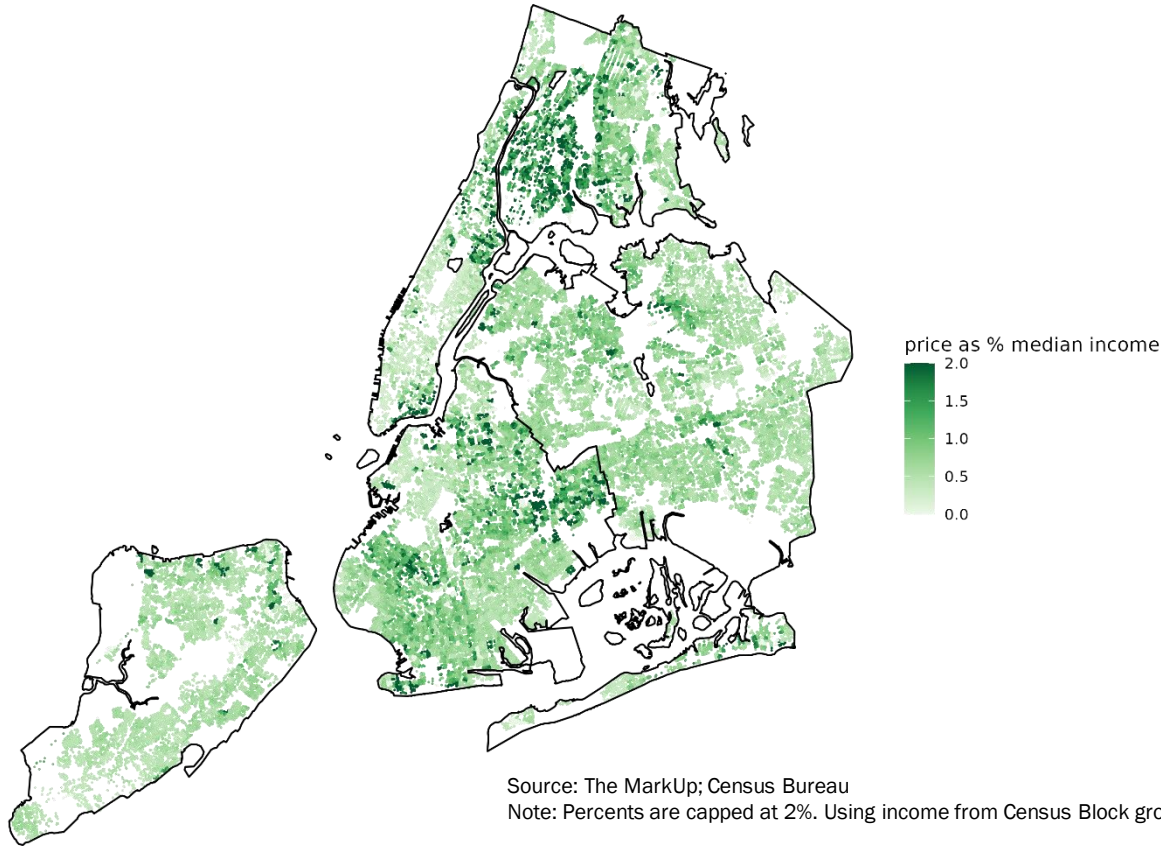 price as % median income
2.0
1.5
1.0
0.5
0.0
Source: The MarkUp; Census Bureau
Note: Percents are capped at 2%. Using income from Census Block gro